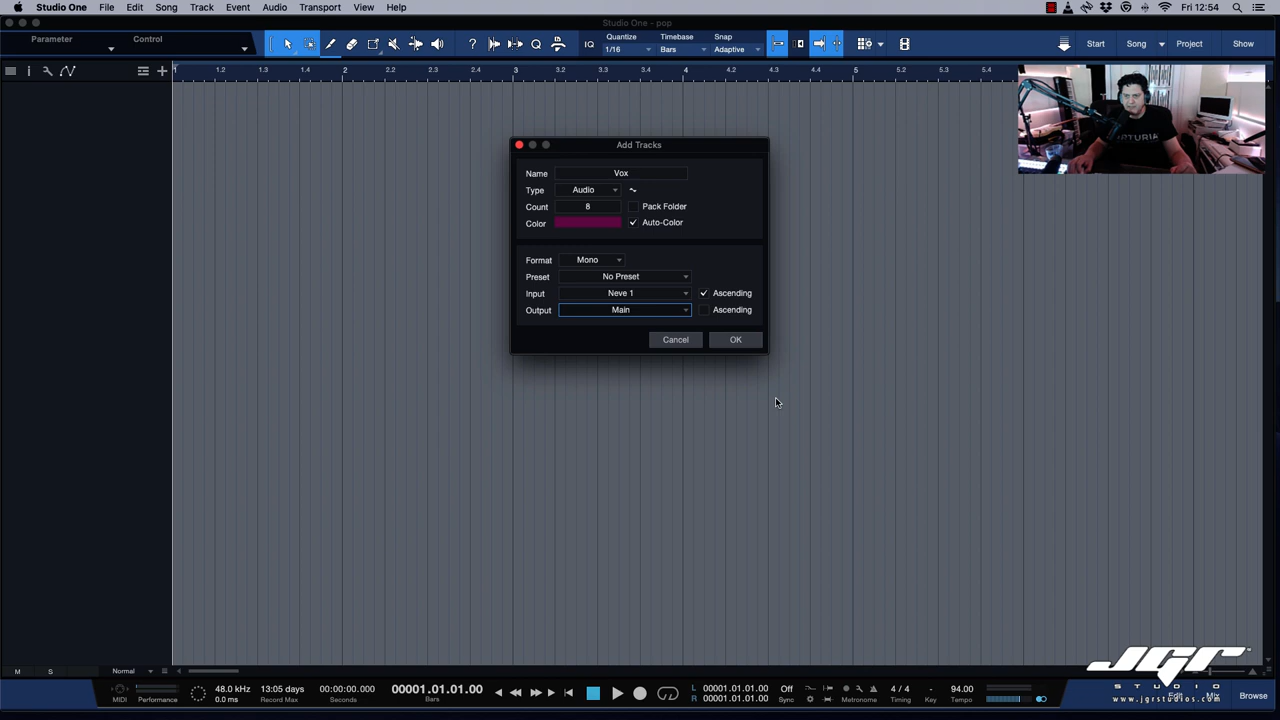 Studio One File Edit Song Track Event Audio Transport View Help Fri 12:54
Studio One - pop
Parameter Control
Quantize Timebase Snap
IQ 1/16 Bars Adaptive
Start Song Project Show
1 1.2 1.3 1.4 2 2.2 2.3 2.4 3 3.2 3.3 3.4 4 4.2 4.3 4.4 5 5.2 5.3 5.4
Add Tracks
Name Vox
Type Audio
Count 8 Pack Folder
Color Auto-Color
Format Mono
Preset No Preset
Input Neve 1 Ascending
Output Main Ascending
Cancel OK
M S Normal
JGR
STUDIO
www.jgrstudios.com
MIDI Performance
48.0 kHz 13:05 days 00:00:00.000 00001.01.01.00
0.0 ms Record Max Bars
L 00001.01.01.00 Off
R 00001.01.01.00 Sync
Metronome
4 / 4 - 94.00
Timing Key Tempo
Edit Mix Browse